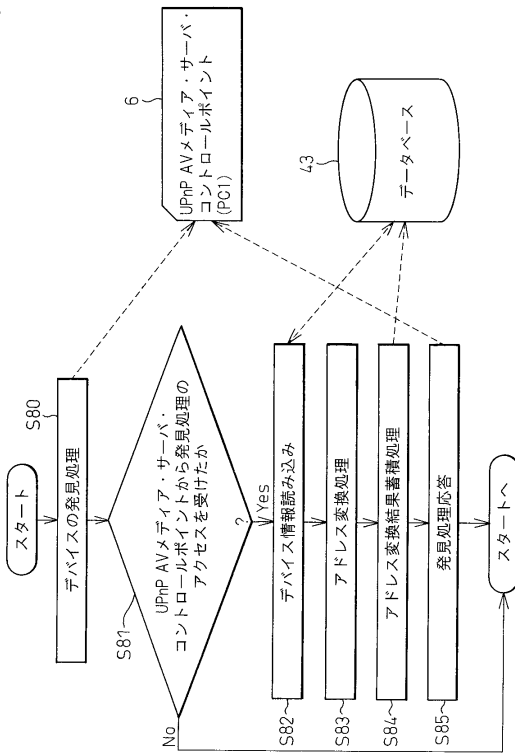 スタート
S80
デバイスの発見処理
S81
UPnP AVメディア・サーバ・
コントロールポイントから発見処理の
アクセスを受けたか
?
No
Yes
S82
デバイス情報読み込み
S83
アドレス変換処理
S84
アドレス変換結果蓄積処理
S85
発見処理応答
スタートへ
6
UPnP AVメディア・サーバ・
コントロールポイント
(PC1)
43
データベース